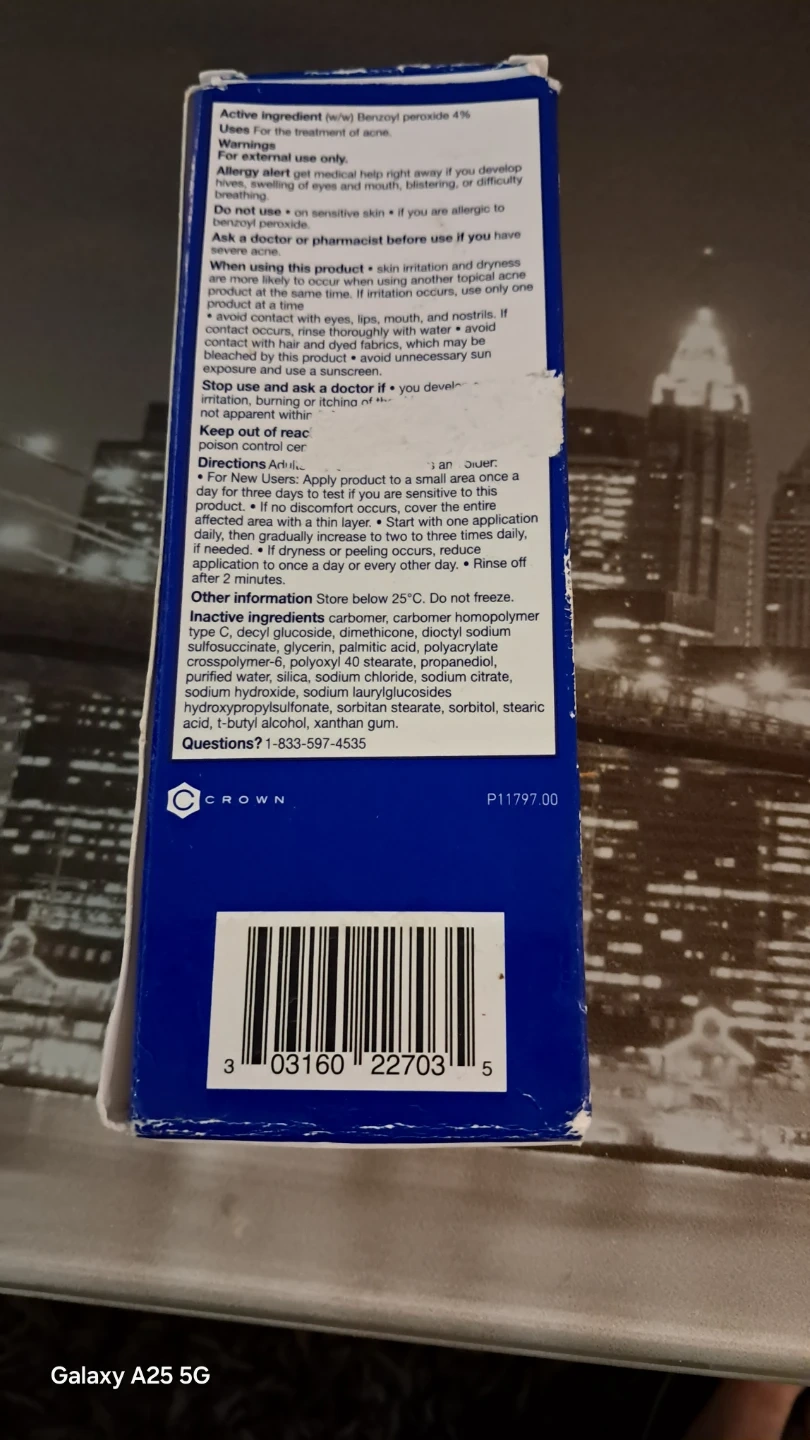 Active ingredient (w/w) Benzoyl peroxide 4%
Uses For the treatment of acne.
Warnings
For external use only.
Allergy alert get medical help right away if you develop
hives, swelling of eyes and mouth, blistering, or difficulty
breathing.
Do not use • on sensitive skin • if you are allergic to
benzoyl peroxide.
Ask a doctor or pharmacist before use if you have
severe acne.
When using this product • skin irritation and dryness
are more likely to occur when using another topical acne
product at the same time. If irritation occurs, use only one
product at a time
• avoid contact with eyes, lips, mouth, and nostrils. If
contact occurs, rinse thoroughly with water • avoid
contact with hair and dyed fabrics, which may be
bleached by this product • avoid unnecessary sun
exposure and use a sunscreen.
Stop use and ask a doctor if • you
irritation, burning or itching of
not apparent
Keep out of
poison control
Directions
• For New Users: Apply product to a small area once a
day for three days to test if you are sensitive to this
product. • If no discomfort occurs, cover the entire
affected area with a thin layer. • Start with one application
daily, then gradually increase to two to three times daily,
if needed. • If dryness or peeling occurs, reduce
application to once a day or every other day. • Rinse off
after 2 minutes.
Other information Store below 25°C. Do not freeze.
Inactive ingredients carbomer, carbomer homopolymer
type C, decyl glucoside, dimethicone, dioctyl sodium
sulfosuccinate, glycerin, palmitic acid, polyacrylate
crosspolymer-6, polyoxyl 40 stearate, propanediol,
purified water, silica, sodium chloride, sodium citrate,
sodium hydroxide, sodium laurylglucosides
hydroxypropylsulfonate, sorbitan stearate, sorbitol, stearic
acid, t-butyl alcohol, xanthan gum.
Questions? 1-833-597-4535
C CROWN P11797.00
3 03160 22703 5
Galaxy A25 5G